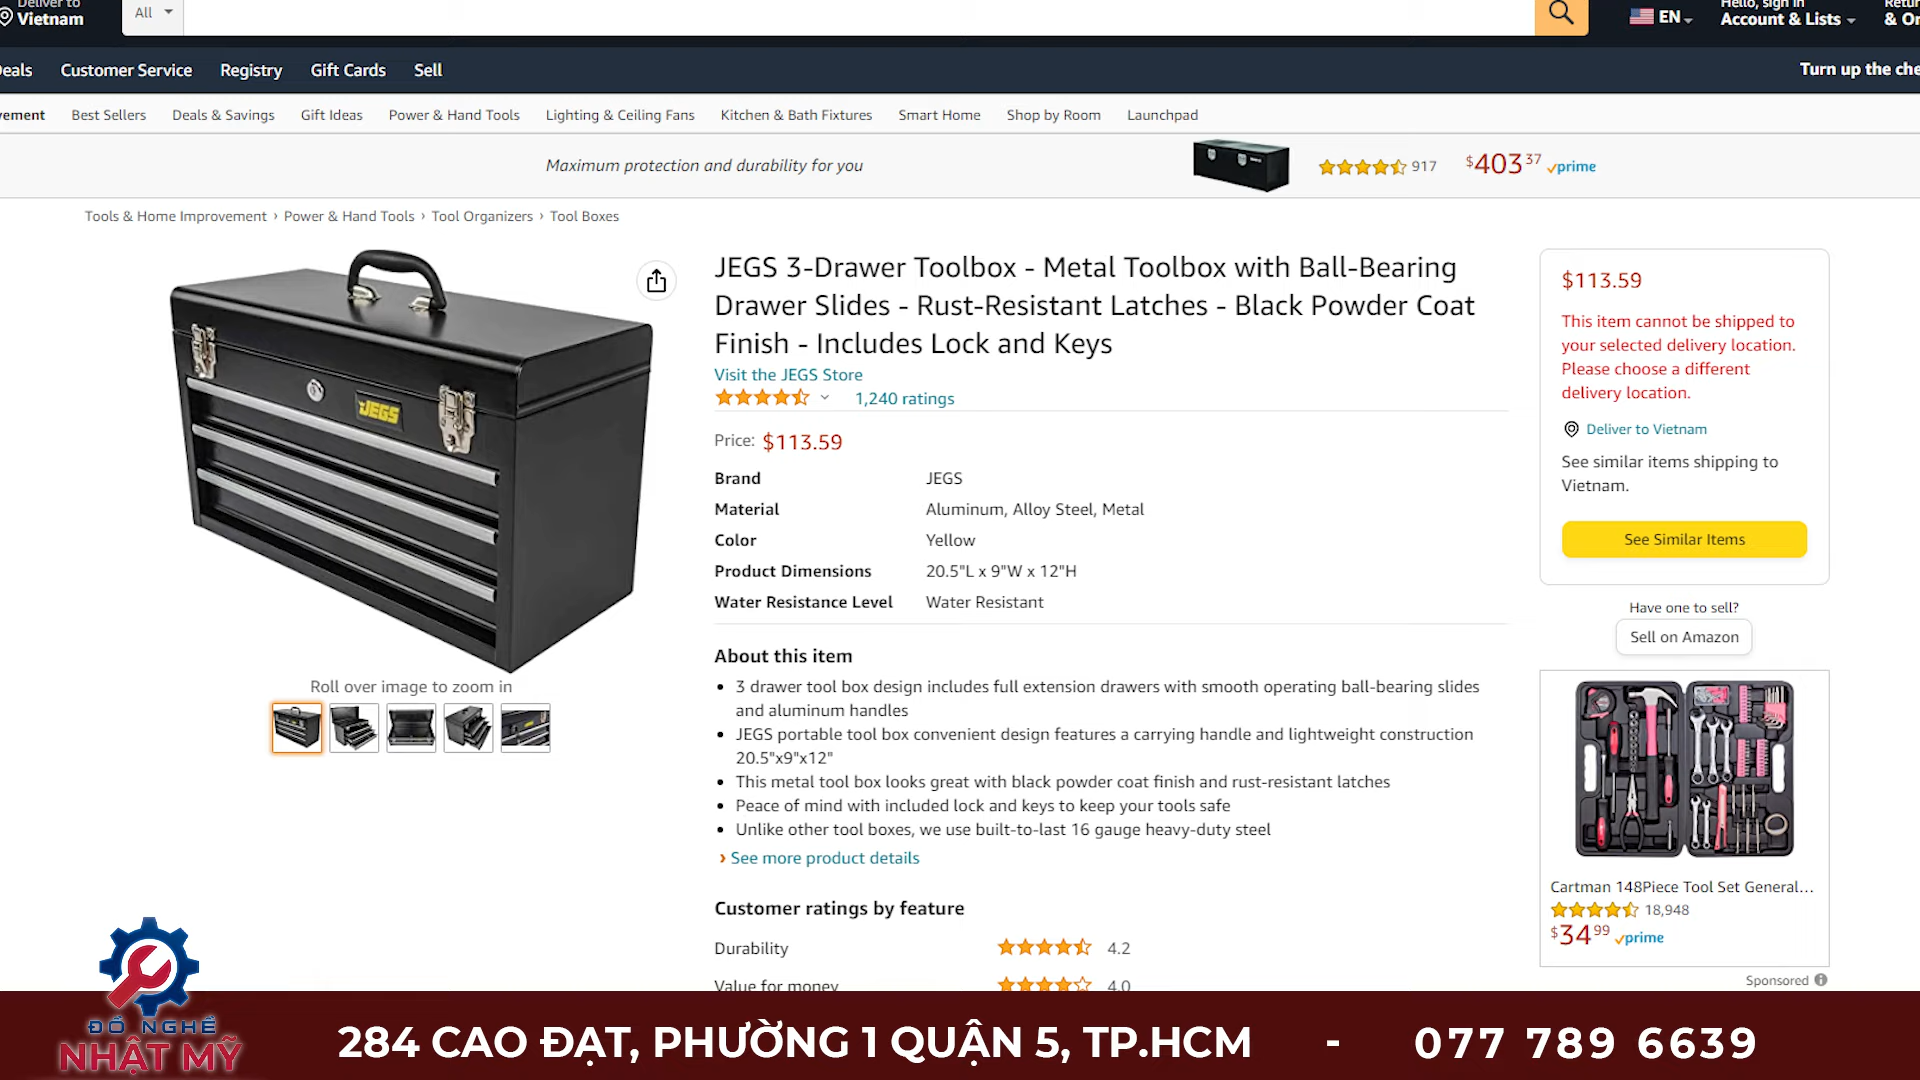 Deliver to
Vietnam
All
EN
Hello, sign in
Account & Lists
Retur
& Or
Deals
Customer Service
Registry
Gift Cards
Sell
Turn up the che
vement
Best Sellers
Deals & Savings
Gift Ideas
Power & Hand Tools
Lighting & Ceiling Fans
Kitchen & Bath Fixtures
Smart Home
Shop by Room
Launchpad
Maximum protection and durability for you
917
$403 37
prime
Tools & Home Improvement › Power & Hand Tools › Tool Organizers › Tool Boxes
JEGS
Roll over image to zoom in
JEGS 3-Drawer Toolbox - Metal Toolbox with Ball-Bearing
Drawer Slides - Rust-Resistant Latches - Black Powder Coat
Finish - Includes Lock and Keys
Visit the JEGS Store
1,240 ratings
Price: $113.59
Brand JEGS
Material Aluminum, Alloy Steel, Metal
Color Yellow
Product Dimensions 20.5"L x 9"W x 12"H
Water Resistance Level Water Resistant
About this item
• 3 drawer tool box design includes full extension drawers with smooth operating ball-bearing slides
and aluminum handles
• JEGS portable tool box convenient design features a carrying handle and lightweight construction
20.5"x9"x12"
• This metal tool box looks great with black powder coat finish and rust-resistant latches
• Peace of mind with included lock and keys to keep your tools safe
• Unlike other tool boxes, we use built-to-last 16 gauge heavy-duty steel
› See more product details
Customer ratings by feature
Durability 4.2
Value for money 4.0
$113.59
This item cannot be shipped to
your selected delivery location.
Please choose a different
delivery location.
Deliver to Vietnam
See similar items shipping to
Vietnam.
See Similar Items
Have one to sell?
Sell on Amazon
Cartman 148Piece Tool Set General...
18,948
$34 99
prime
Sponsored
ĐỒ NGHỀ
NHẬT MỸ
284 CAO ĐẠT, PHƯỜNG 1 QUẬN 5, TP.HCM - 077 789 6639